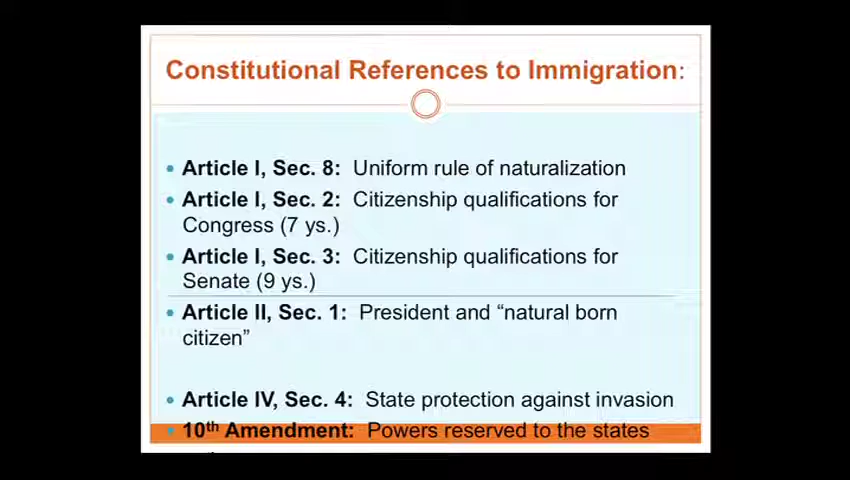 Constitutional References to Immigration:
• Article I, Sec. 8: Uniform rule of naturalization
• Article I, Sec. 2: Citizenship qualifications for
Congress (7 ys.)
• Article I, Sec. 3: Citizenship qualifications for
Senate (9 ys.)
• Article II, Sec. 1: President and “natural born
citizen”
• Article IV, Sec. 4: State protection against invasion
• 10th Amendment: Powers reserved to the states